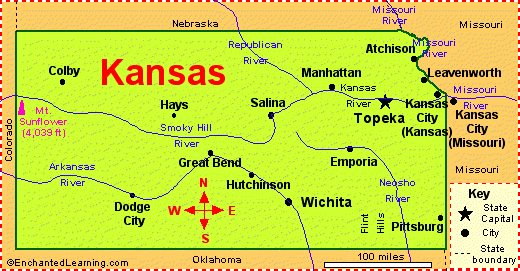 Nebraska
Missouri
River
Missouri
Republican
River
Atchison
Missouri
River
Colby
Kansas
Manhattan
Leavenworth
Kansas
River
Missouri
River
Mt.
Sunflower
(4,039 ft)
Hays
Salina
Topeka
Kansas
City
(Kansas)
Kansas
City
(Missouri)
Colorado
Smoky Hill
River
Great Bend
Emporia
Missouri
Arkansas
River
Hutchinson
Neosho
River
Dodge
City
N
W
E
S
Wichita
Flint
Hills
Pittsburg
Key
State
Capital
City
State
boundary
©EnchantedLearning.com
Oklahoma
100 miles